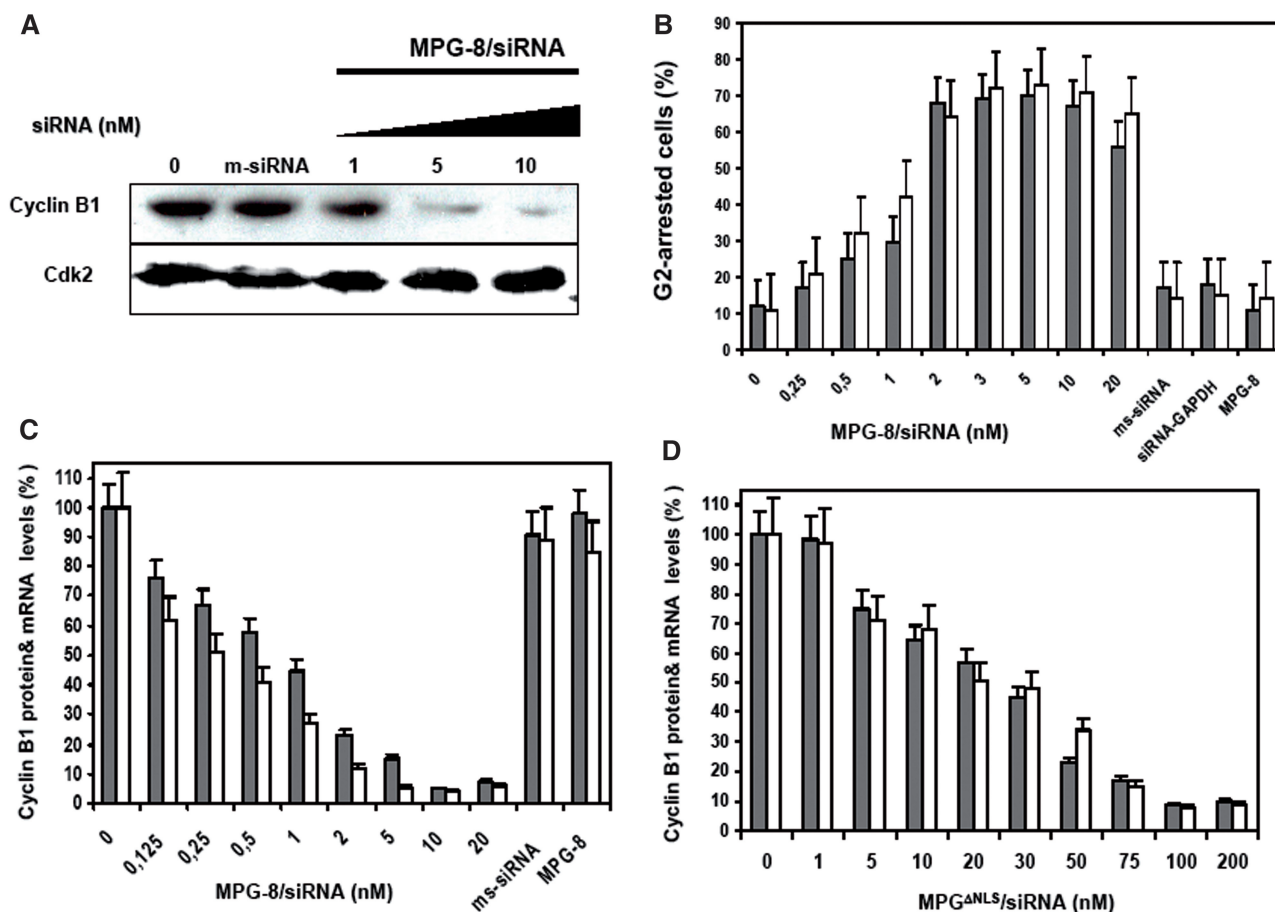 A
MPG-8/siRNA
siRNA (nM)
0 m-siRNA 1 5 10
Cyclin B1
Cdk2
B
G2-arrested cells (%)
90
80
70
60
50
40
30
20
10
0
0 0,25 0,5 1 2 3 5 10 20 ms-siRNA siRNA-GAPDH MPG-8
MPG-8/siRNA (nM)
C
Cyclin B1 protein& mRNA levels (%)
110
100
90
80
70
60
50
40
30
20
10
0
0 0,125 0,25 0,5 1 2 5 10 20 ms-siRNA MPG-8
MPG-8/siRNA (nM)
D
Cyclin B1 protein& mRNA levels (%)
110
100
90
80
70
60
50
40
30
20
10
0
0 1 5 10 20 30 50 75 100 200
MPGΔNLS/siRNA (nM)